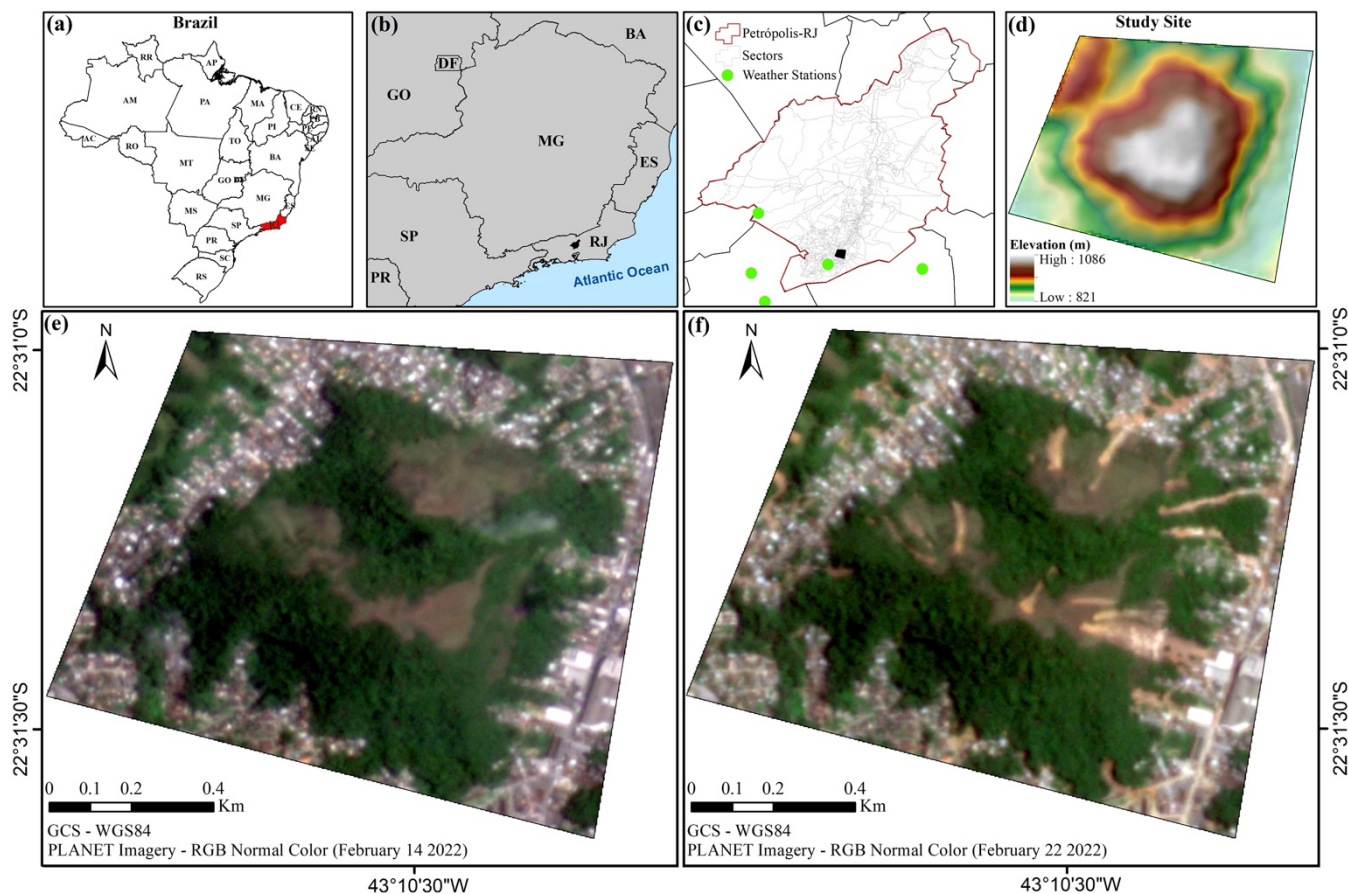 (a)
Brazil
RR
AP
AM
PA
MA
CE
RN
PI
AC
RO
TO
MT
BA
GO
MG
ES
MS
SP
PR
SC
RS
(b)
BA
DF
GO
MG
ES
SP
RJ
PR
Atlantic Ocean
(c)
Petrópolis-RJ
Sectors
Weather Stations
(d)
Study Site
Elevation (m)
High : 1086
Low : 821
(e)
N
22°31'0"S
22°31'30"S
0 0.1 0.2 0.4
Km
GCS - WGS84
PLANET Imagery - RGB Normal Color (February 14 2022)
43°10'30"W
(f)
N
22°31'0"S
22°31'30"S
0 0.1 0.2 0.4
Km
GCS - WGS84
PLANET Imagery - RGB Normal Color (February 22 2022)
43°10'30"W